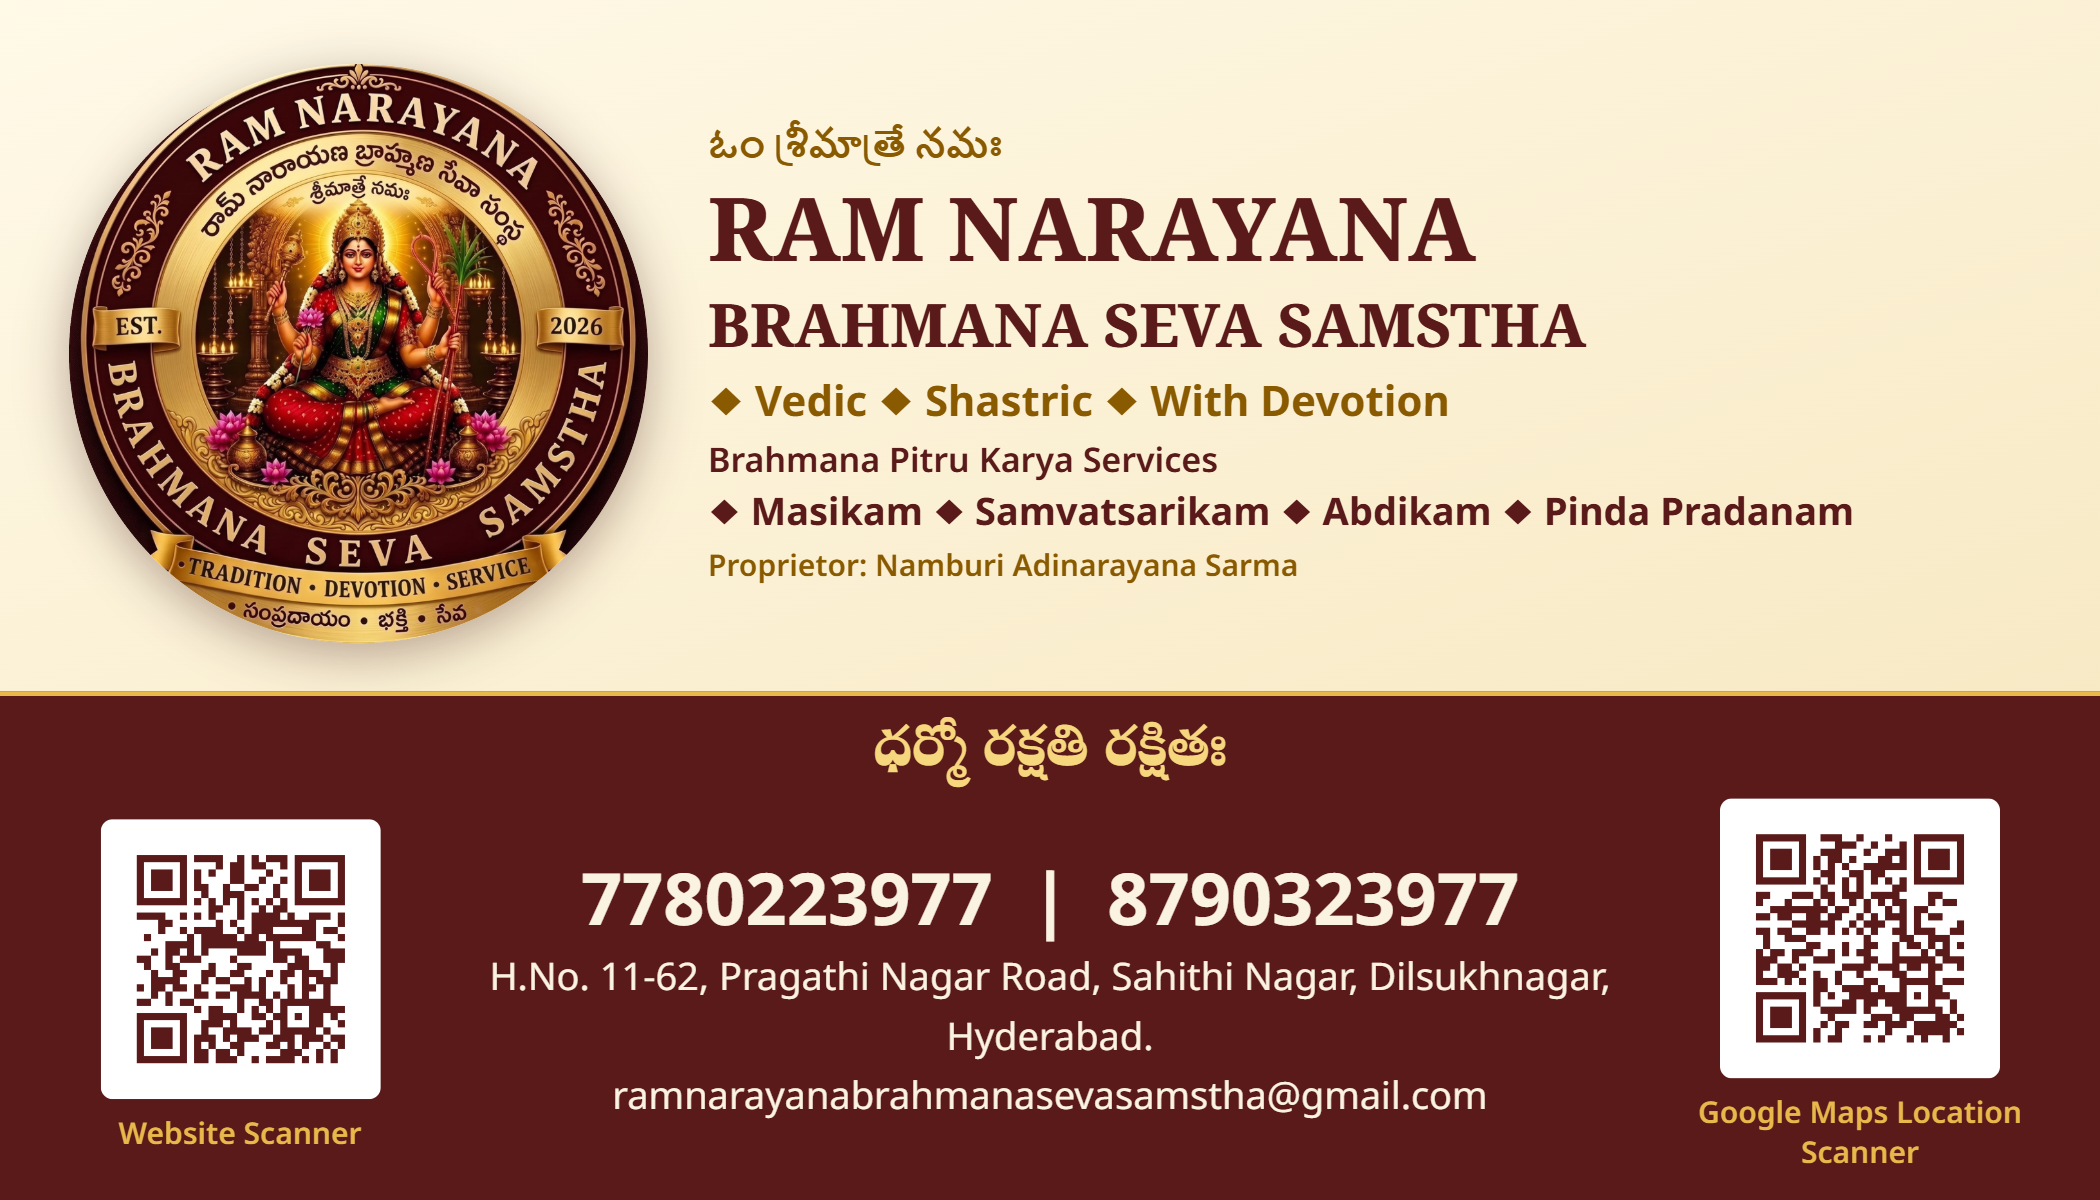 RAM NARAYANA
రామ్ నారాయణ బ్రాహ్మణ సేవా సంస్థ
శ్రీమాత్రే నమః
EST. 2026
BRAHMANA SEVA SAMSTHA
• TRADITION • DEVOTION • SERVICE
• సంప్రదాయం • భక్తి • సేవ
ఓం శ్రీమాత్రే నమః
RAM NARAYANA
BRAHMANA SEVA SAMSTHA
◆ Vedic ◆ Shastric ◆ With Devotion
Brahmana Pitru Karya Services
◆ Masikam ◆ Samvatsarikam ◆ Abdikam ◆ Pinda Pradanam
Proprietor: Namburi Adinarayana Sarma
ధర్మో రక్షతి రక్షితః
7780223977 | 8790323977
H.No. 11-62, Pragathi Nagar Road, Sahithi Nagar, Dilsukhnagar,
Hyderabad.
ramnarayanabrahmanasevasamstha@gmail.com
Website Scanner
Google Maps Location
Scanner